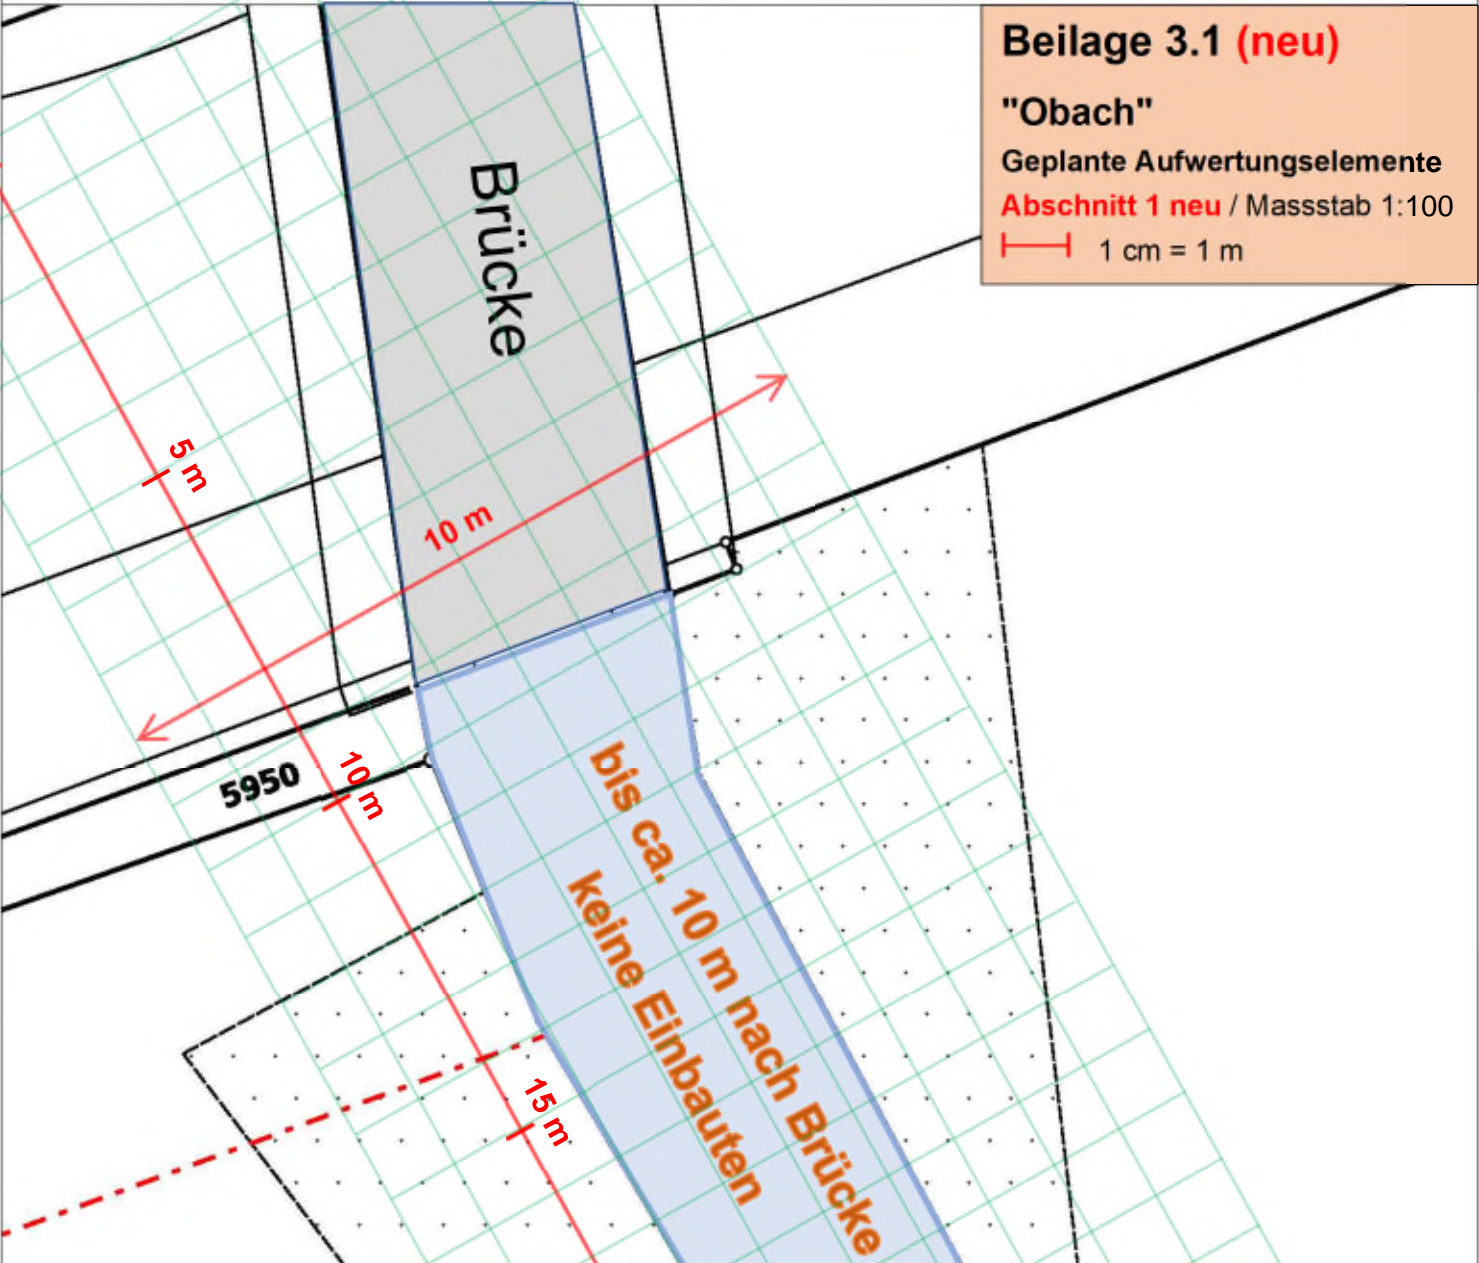 Beilage 3.1 (neu)
"Obach"
Geplante Aufwertungselemente
Abschnitt 1 neu / Massstab 1:100
1 cm = 1 m
Brücke
5 m
10 m
5950
10 m
bis ca. 10 m nach Brücke
keine Einbauten
15 m